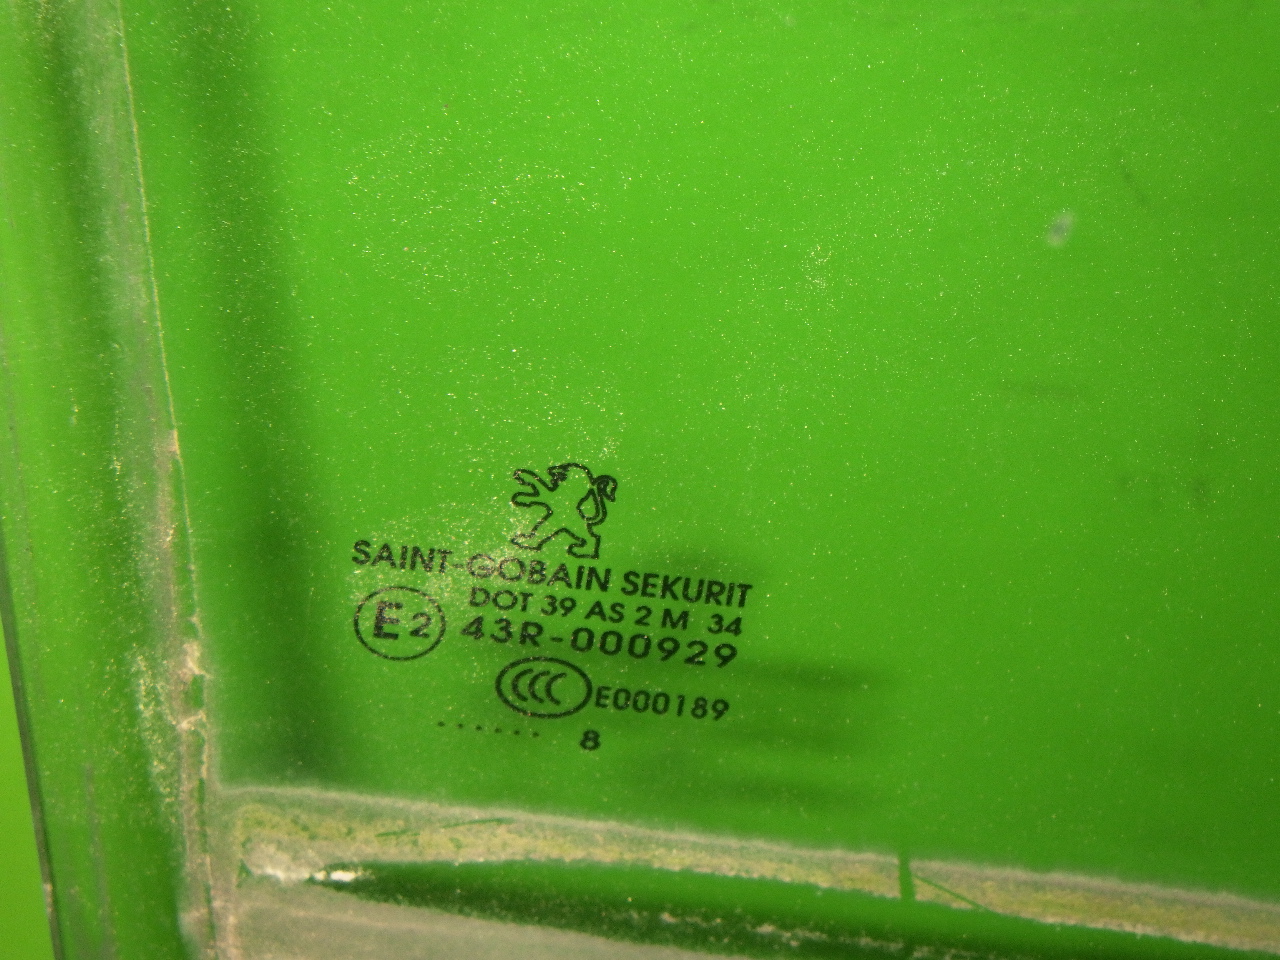 SAINT-GOBAIN SEKURIT
DOT 39 AS 2 M 34
E2 43R-000929
CCC E000189
...... 8